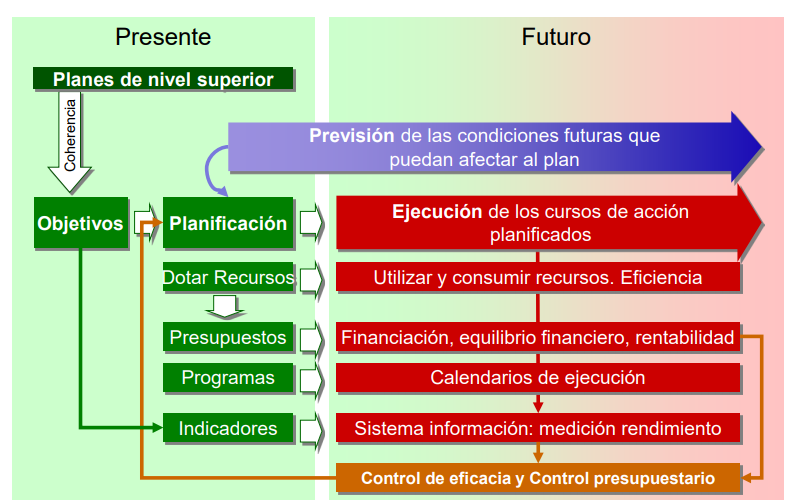 Presente
Futuro
Planes de nivel superior
Coherencia
Previsión de las condiciones futuras que
puedan afectar al plan
Objetivos
Planificación
Ejecución de los cursos de acción
planificados
Dotar Recursos
Utilizar y consumir recursos. Eficiencia
Presupuestos
Financiación, equilibrio financiero, rentabilidad
Programas
Calendarios de ejecución
Indicadores
Sistema información: medición rendimiento
Control de eficacia y Control presupuestario